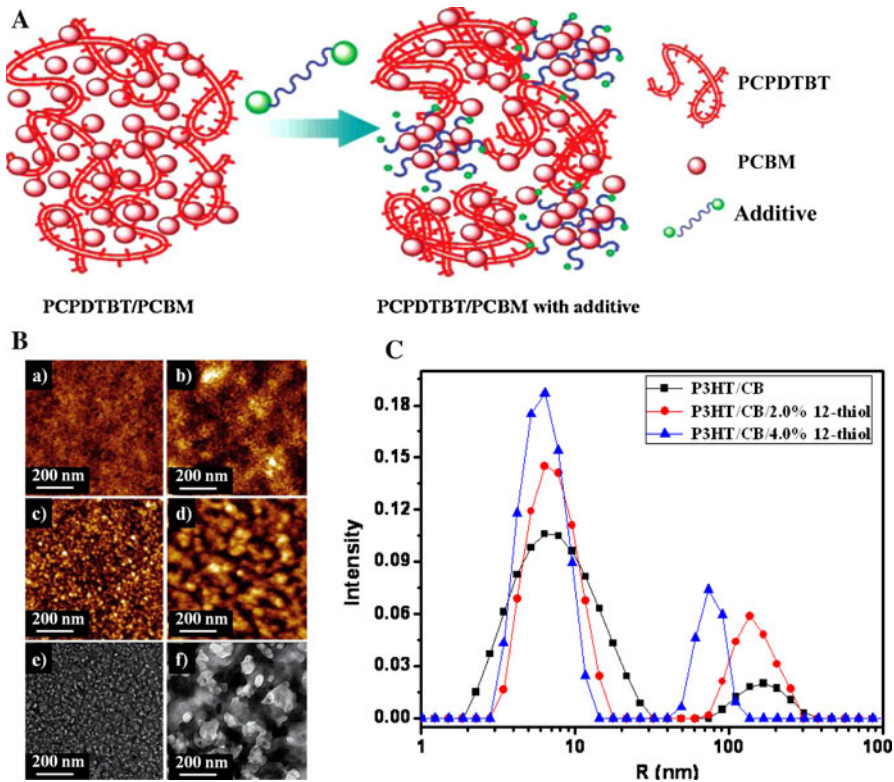 A
PCPDTBT
PCBM
Additive
PCPDTBT/PCBM
PCPDTBT/PCBM with additive
B
a)
200 nm
b)
200 nm
c)
200 nm
d)
200 nm
e)
200 nm
f)
200 nm
C
P3HT/CB
P3HT/CB/2.0% 12-thiol
P3HT/CB/4.0% 12-thiol
0.18
0.15
0.12
0.09
0.06
0.03
0.00
Intensity
1
10
100
100
R (nm)